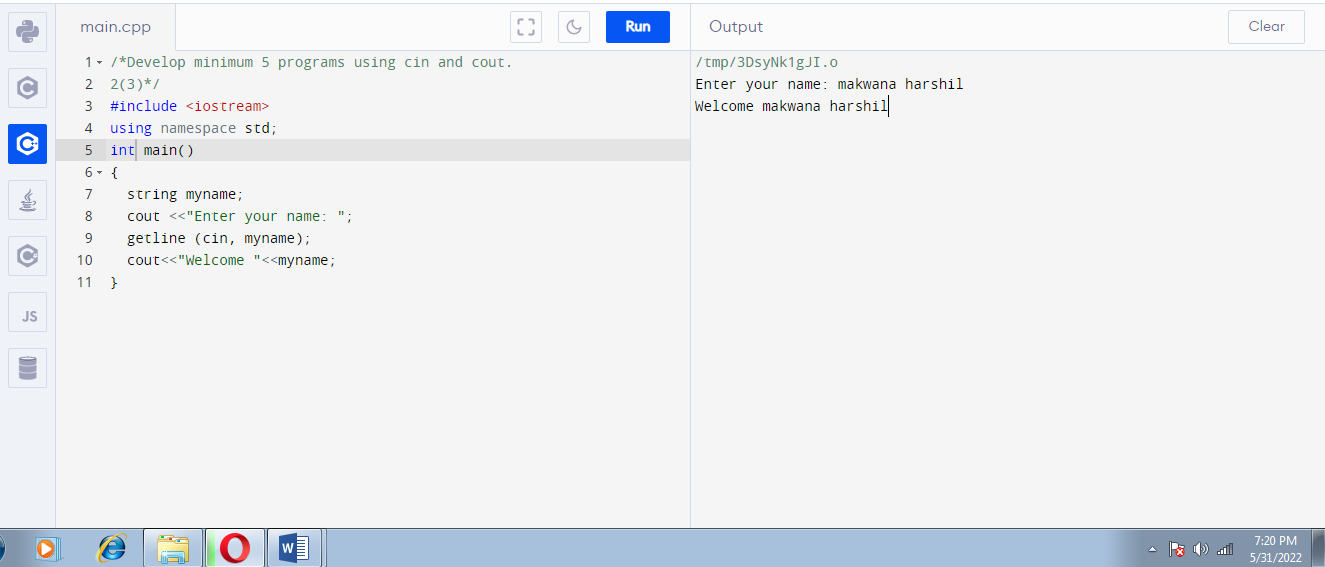 main.cpp
Run
Output
Clear
1 /*Develop minimum 5 programs using cin and cout.
2 2(3)*/
3 #include <iostream>
4 using namespace std;
5 int main()
6 {
7 string myname;
8 cout <<"Enter your name: ";
9 getline (cin, myname);
10 cout<<"Welcome "<<myname;
11 }
/tmp/3DsyNk1gJI.o
Enter your name: makwana harshil
Welcome makwana harshil
JS
W
7:20 PM
5/31/2022